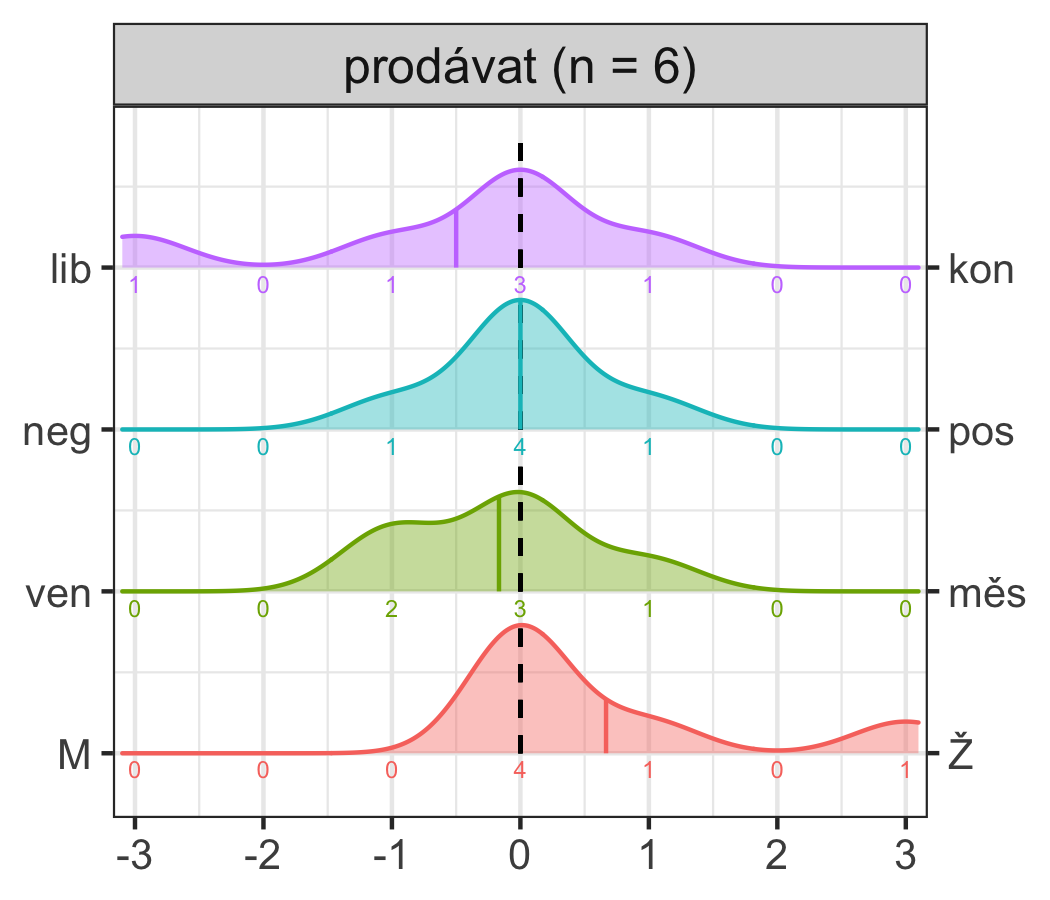 prodávat (n = 6)
lib kon
1 0 1 3 1 0 0
neg pos
0 0 1 4 1 0 0
ven měs
0 0 2 3 1 0 0
M Ž
0 0 0 4 1 0 1
-3 -2 -1 0 1 2 3